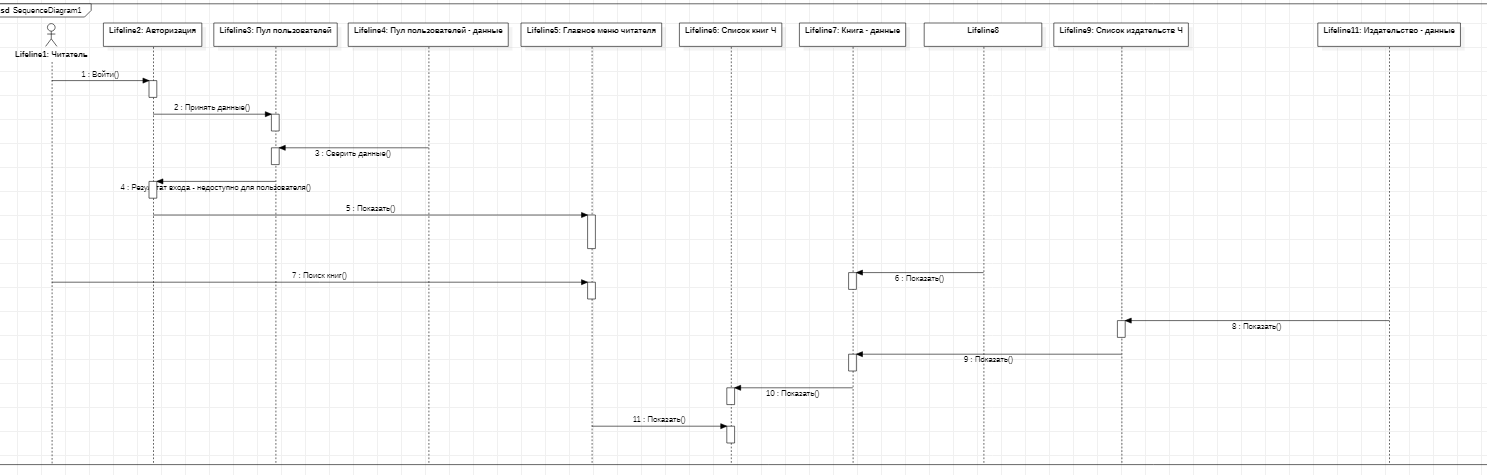 sd SequenceDiagram1
Lifeline1: Читатель
Lifeline2: Авторизация
Lifeline3: Пул пользователей
Lifeline4: Пул пользователей - данные
Lifeline5: Главное меню читателя
Lifeline6: Список книг Ч
Lifeline7: Книга - данные
Lifeline8
Lifeline9: Список издательств Ч
Lifeline11: Издательство - данные
1 : Войти()
2 : Принять данные()
3 : Сверить данные()
4 : Результат входа - недоступно для пользователя()
5 : Показать()
7 : Поиск книг()
6 : Показать()
8 : Показать()
9 : Показать()
10 : Показать()
11 : Показать()